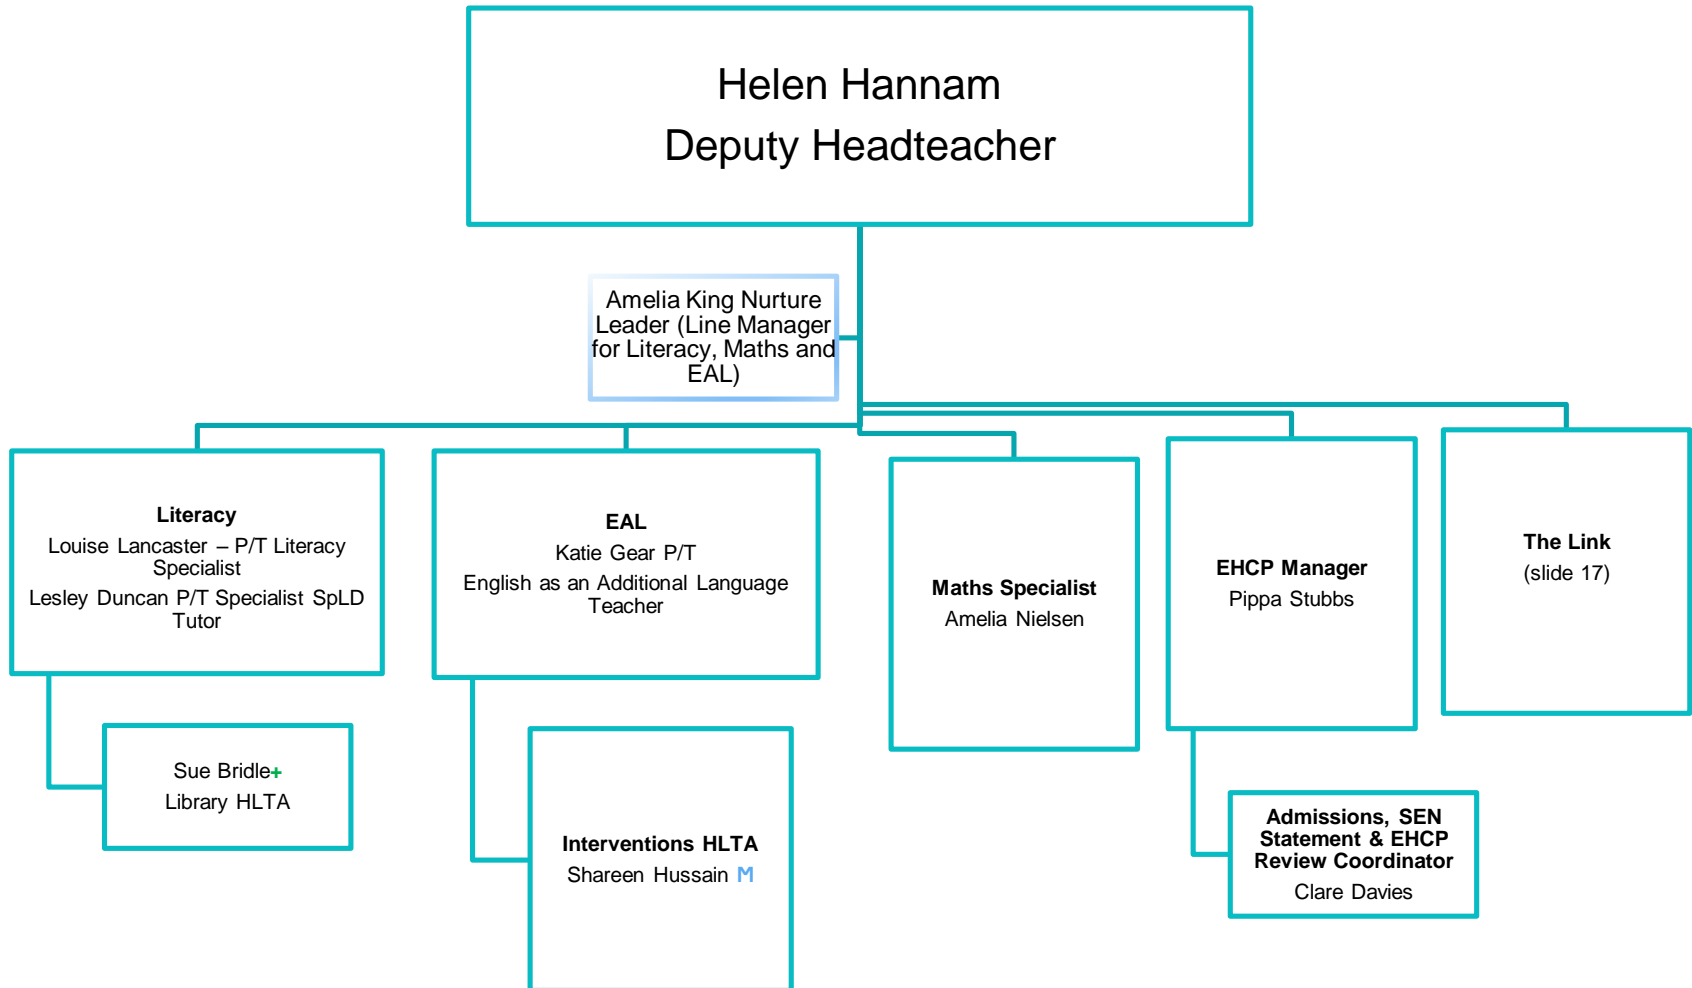 Helen Hannam
Deputy Headteacher
Amelia King Nurture
Leader (Line Manager
for Literacy, Maths and
EAL)
Literacy
Louise Lancaster – P/T Literacy
Specialist
Lesley Duncan P/T Specialist SpLD
Tutor
EAL
Katie Gear P/T
English as an Additional Language
Teacher
Maths Specialist
Amelia Nielsen
EHCP Manager
Pippa Stubbs
The Link
(slide 17)
Sue Bridle+
Library HLTA
Interventions HLTA
Shareen Hussain M
Admissions, SEN
Statement & EHCP
Review Coordinator
Clare Davies